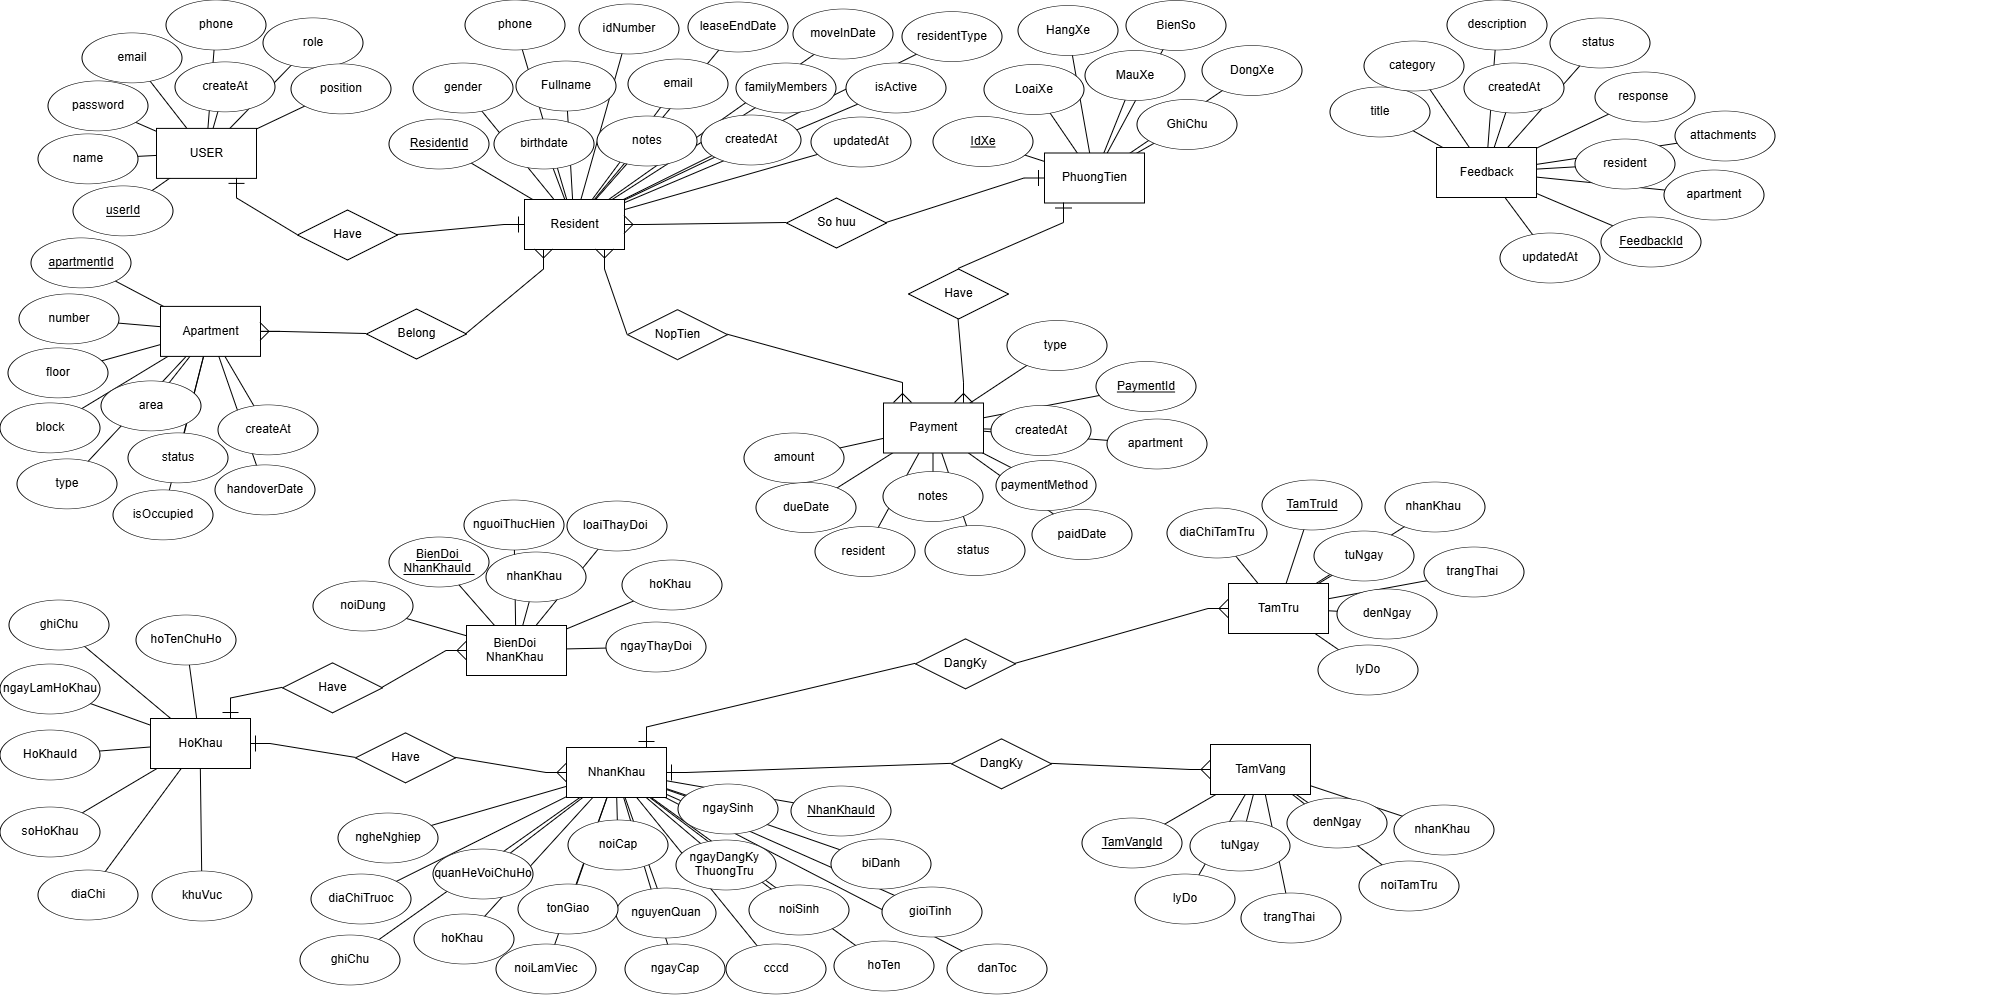 phone
role
email
createAt
position
password
USER
name
userId
Have
phone
idNumber
leaseEndDate
moveInDate
residentType
gender
Fullname
email
familyMembers
isActive
ResidentId
birthdate
notes
createdAt
updatedAt
Resident
So huu
HangXe
BienSo
LoaiXe
MauXe
DongXe
IdXe
GhiChu
PhuongTien
Have
description
status
category
createdAt
response
title
attachments
resident
Feedback
apartment
FeedbackId
updatedAt
apartmentId
number
Apartment
floor
area
block
createAt
status
type
handoverDate
isOccupied
Belong
NopTien
type
PaymentId
Payment
createdAt
apartment
amount
paymentMethod
dueDate
notes
paidDate
resident
status
nguoiThucHien
loaiThayDoi
BienDoi
NhanKhauId
nhanKhau
hoKhau
noiDung
BienDoi
NhanKhau
ngayThayDoi
TamTruId
nhanKhau
diaChiTamTru
tuNgay
trangThai
TamTru
denNgay
lyDo
DangKy
ghiChu
hoTenChuHo
ngayLamHoKhau
Have
HoKhau
HoKhauId
Have
soHoKhau
diaChi
khuVuc
NhanKhau
DangKy
TamVang
ngaySinh
NhanKhauId
ngheNghiep
noiCap
ngayDangKy
ThuongTru
biDanh
quanHeVoiChuHo
diaChiTruoc
tonGiao
nguyenQuan
noiSinh
gioiTinh
hoKhau
ghiChu
noiLamViec
ngayCap
cccd
hoTen
danToc
denNgay
nhanKhau
TamVangId
tuNgay
noiTamTru
lyDo
trangThai